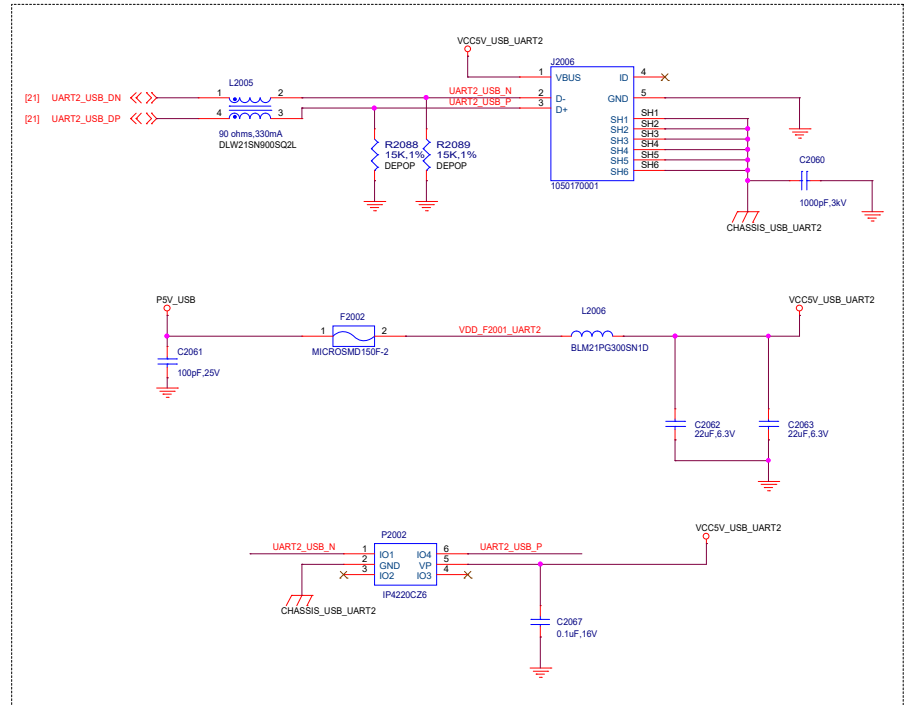 VCC5V_USB_UART2
J2006
1 VBUS ID 4
[21] UART2_USB_DN
L2005
1 2
UART2_USB_N
2 D- GND 5
UART2_USB_P
3 D+
[21] UART2_USB_DP
4 3
SH1 SH1
SH2 SH2
SH3 SH3
SH4 SH4
SH5 SH5
SH6 SH6
90 ohms,330mA
DLW21SN900SQ2L
R2088
15K,1%
DEPOP
R2089
15K,1%
DEPOP
1050170001
C2060
1000pF,3kV
CHASSIS_USB_UART2
P5V_USB
F2002
1 2
MICROSMD150F-2
VDD_F2001_UART2
L2006
BLM21PG300SN1D
VCC5V_USB_UART2
C2061
100pF,25V
C2062
22uF,6.3V
C2063
22uF,6.3V
VCC5V_USB_UART2
P2002
UART2_USB_N
1 IO1 IO4 6
UART2_USB_P
2 GND VP 5
3 IO2 IO3 4
IP4220CZ6
CHASSIS_USB_UART2
C2067
0.1uF,16V